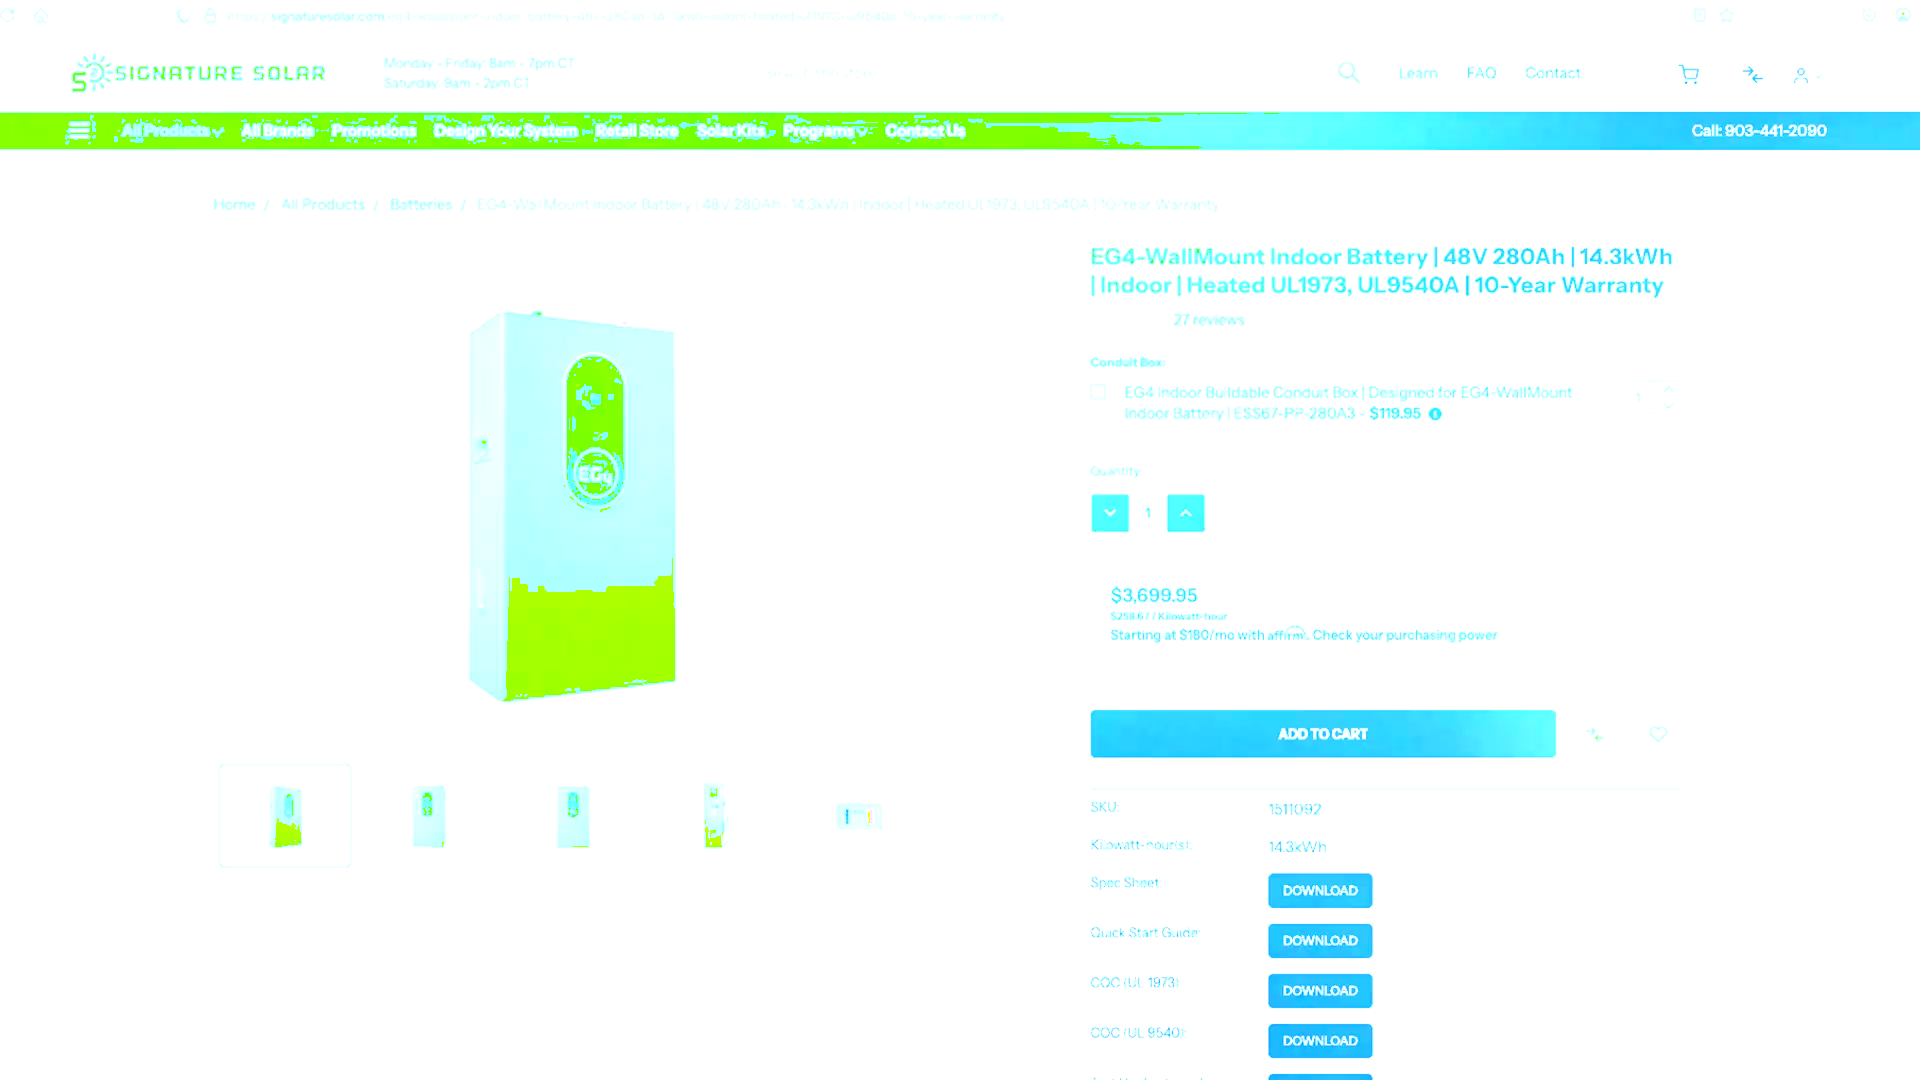 signaturesolar.com
SIGNATURE SOLAR
Monday - Friday: 8am - 7pm CT
Saturday: 9am - 2pm CT
Learn
FAQ
Contact
All Products
All Brands
Promotions
Design Your System
Retail Store
Solar Kits
Programs
Contact Us
Call: 903-441-2090
Home / All Products / Batteries / EG4-WallMount Indoor Battery | 48V 280Ah | 14.3kWh | Indoor | Heated UL1973, UL9540A | 10-Year Warranty
EG4-WallMount Indoor Battery | 48V 280Ah | 14.3kWh
| Indoor | Heated UL1973, UL9540A | 10-Year Warranty
27 reviews
Conduit Box:
EG4 Indoor Buildable Conduit Box | Designed for EG4-WallMount
Indoor Battery | ESS67-PP-280A3 - $119.95
1
Quantity:
1
EG4
$3,699.95
$258.67 / Kilowatt-hour
Starting at $180/mo with affirm. Check your purchasing power
ADD TO CART
SKU: 1511092
Kilowatt-hour(s): 14.3kWh
Spec Sheet DOWNLOAD
Quick Start Guide: DOWNLOAD
COC (UL 1973) DOWNLOAD
COC (UL 9540): DOWNLOAD